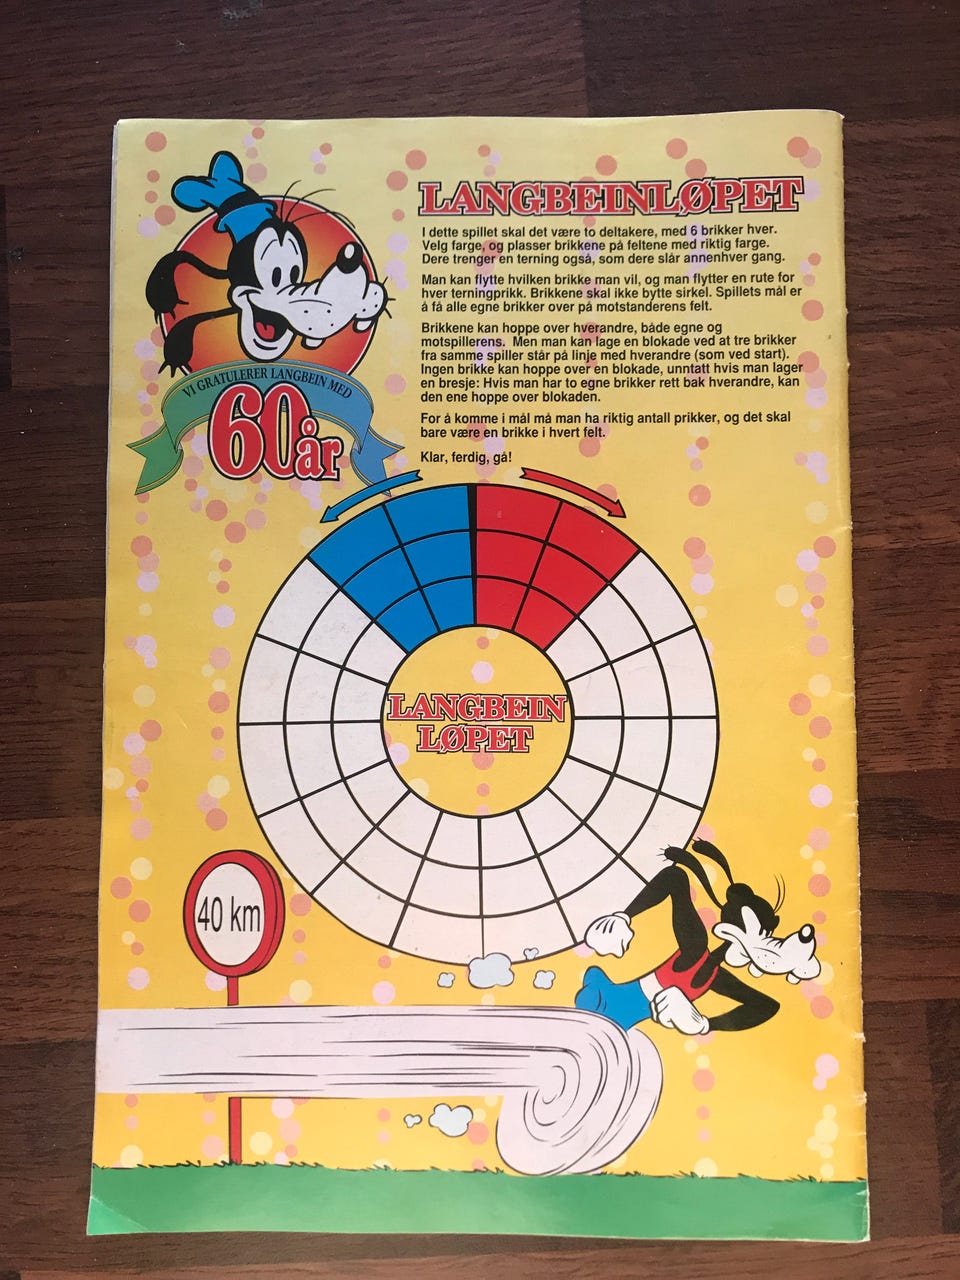 LANGBEINLØPET
I dette spillet skal det være to deltakere, med 6 brikker hver.
Velg farge, og plasser brikkene på feltene med riktig farge.
Dere trenger en terning også, som dere slår annenhver gang.
Man kan flytte hvilken brikke man vil, og man flytter en rute for
hver terningprikk. Brikkene skal ikke bytte sirkel. Spillets mål er
å få alle egne brikker over på motstanderens felt.
Brikkene kan hoppe over hverandre, både egne og
motspillerens. Men man kan lage en blokade ved at tre brikker
fra samme spiller står på linje med hverandre (som ved start).
Ingen brikke kan hoppe over en blokade, unntatt hvis man lager
en bresje: Hvis man har to egne brikker rett bak hverandre, kan
den ene hoppe over blokaden.
For å komme i mål må man ha riktig antall prikker, og det skal
bare være en brikke i hvert felt.
Klar, ferdig, gå!
VI GRATULERER LANGBEIN MED
60år
LANGBEIN
LØPET
40 km